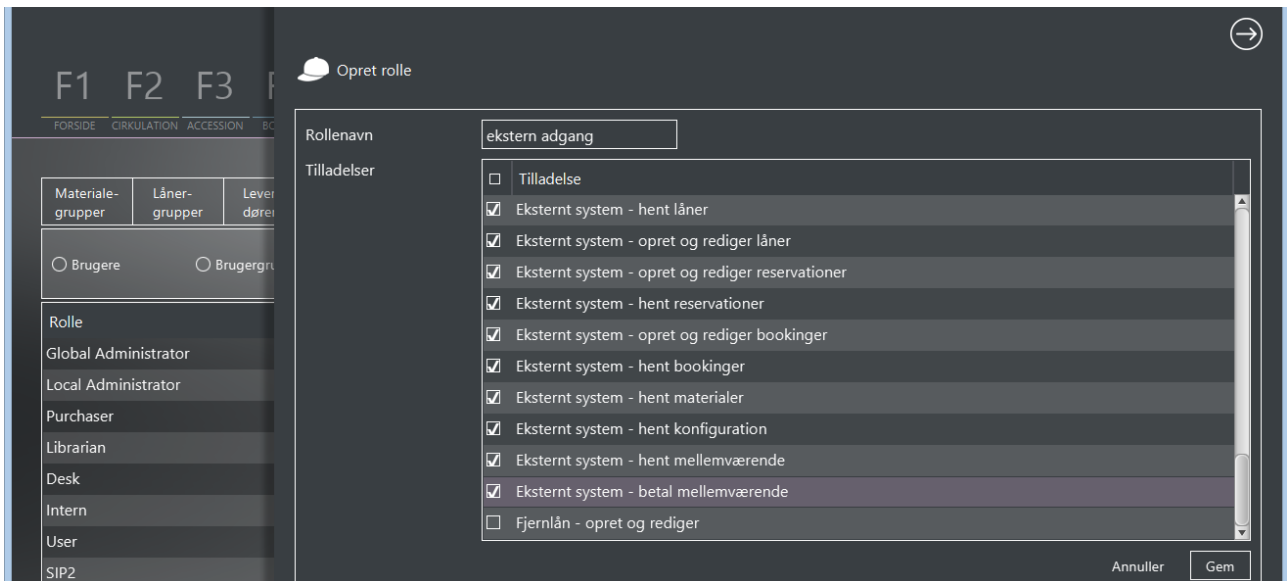 Opret rolle
F1 F2 F3
FORSIDE CIRKULATION ACCESSION
Rollenavn ekstern adgang
Tilladelser
Tilladelse
Materiale-
grupper
Låner-
grupper
Brugere
Rolle
Global Administrator
Local Administrator
Purchaser
Librarian
Desk
Intern
User
SIP2
Eksternt system - hent låner
Eksternt system - opret og rediger låner
Eksternt system - opret og rediger reservationer
Eksternt system - hent reservationer
Eksternt system - opret og rediger bookinger
Eksternt system - hent bookinger
Eksternt system - hent materialer
Eksternt system - hent konfiguration
Eksternt system - hent mellemværende
Eksternt system - betal mellemværende
Fjernlån - opret og rediger
Annuller Gem